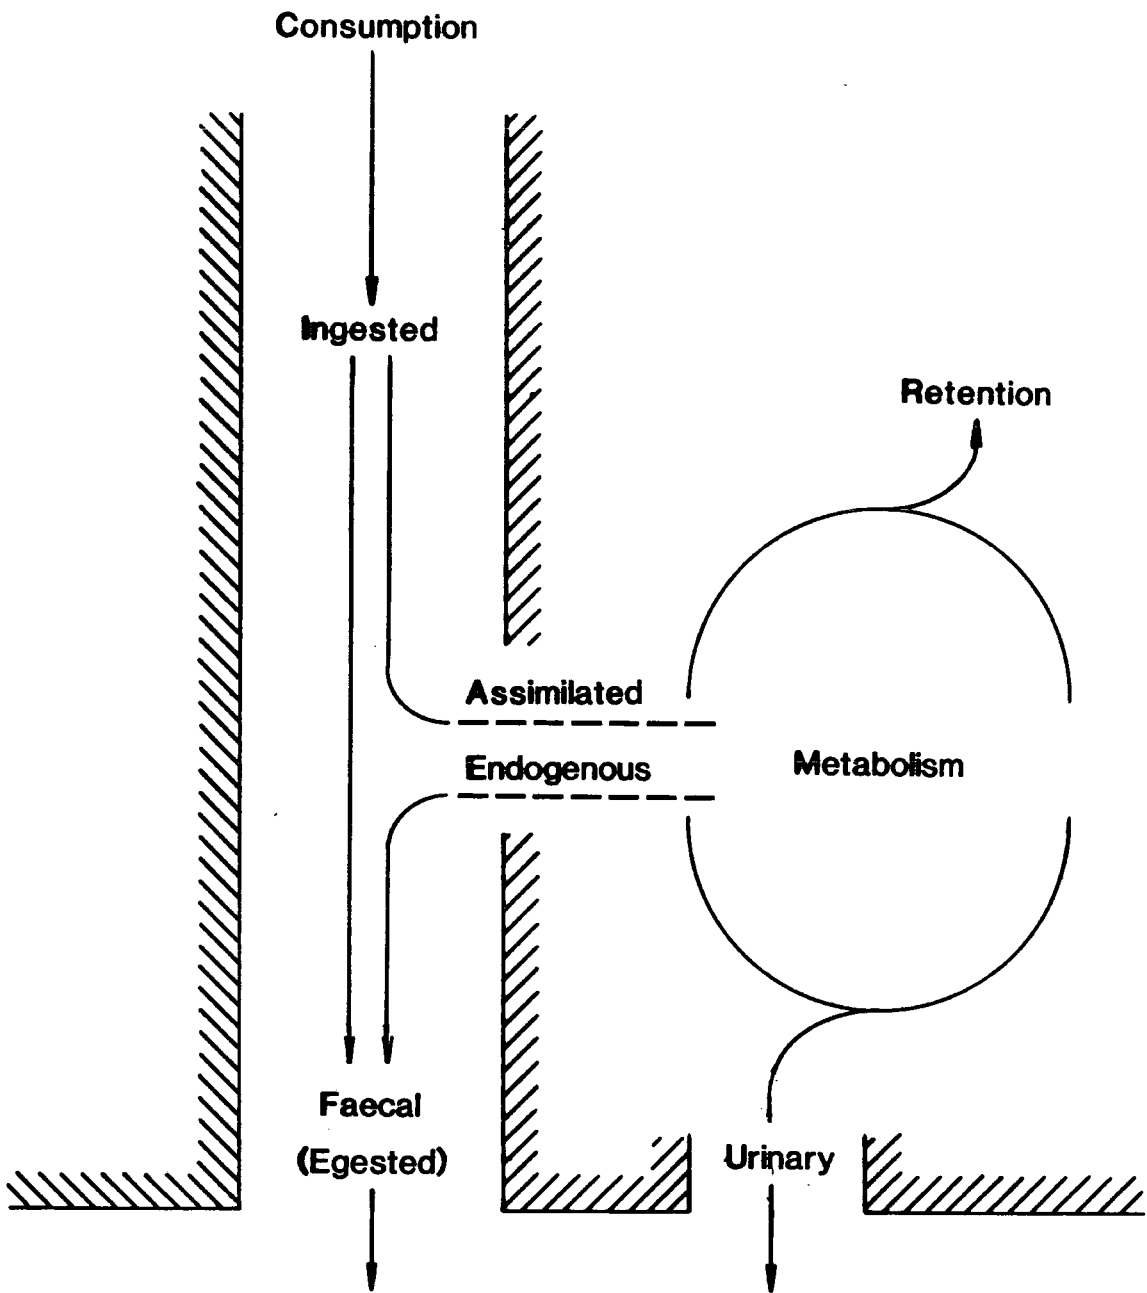 Consumption
Ingested
Retention
Assimilated
Endogenous
Metabolism
Faecal
(Egested)
Urinary